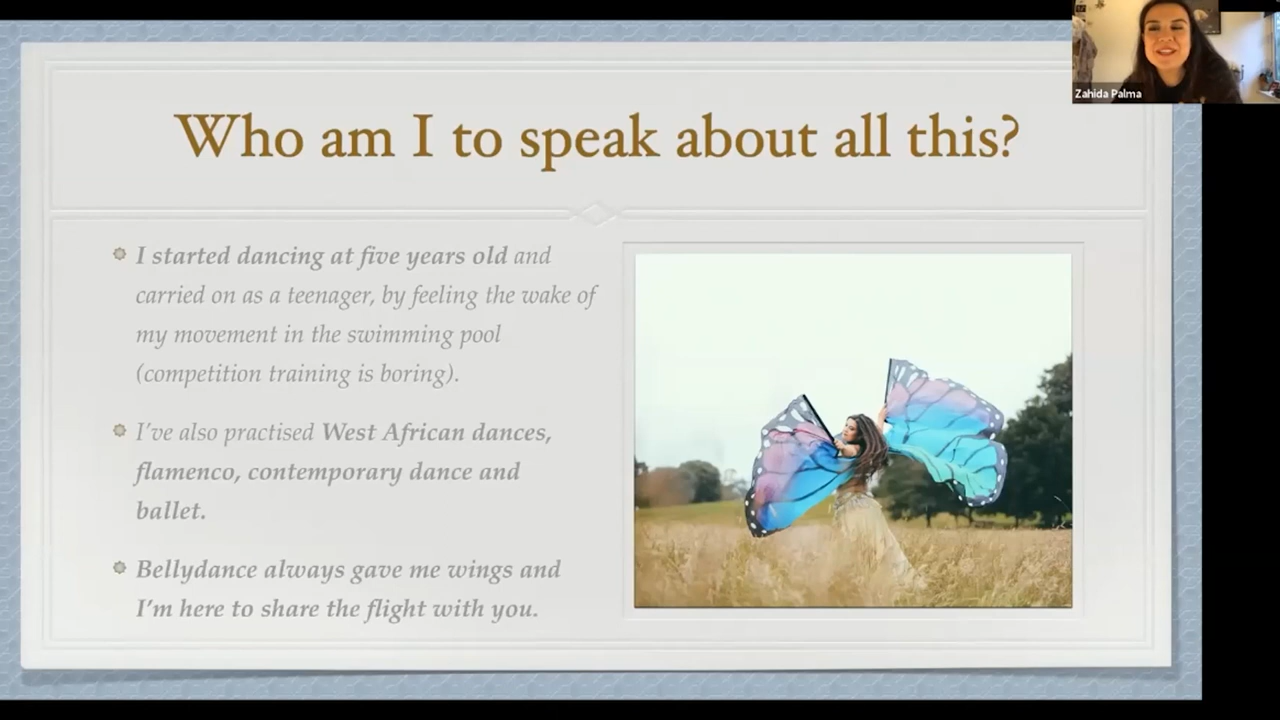 Zahida Palma
Who am I to speak about all this?
I started dancing at five years old and
carried on as a teenager, by feeling the wake of
my movement in the swimming pool
(competition training is boring).
I've also practised West African dances,
flamenco, contemporary dance and
ballet.
Bellydance always gave me wings and
I'm here to share the flight with you.